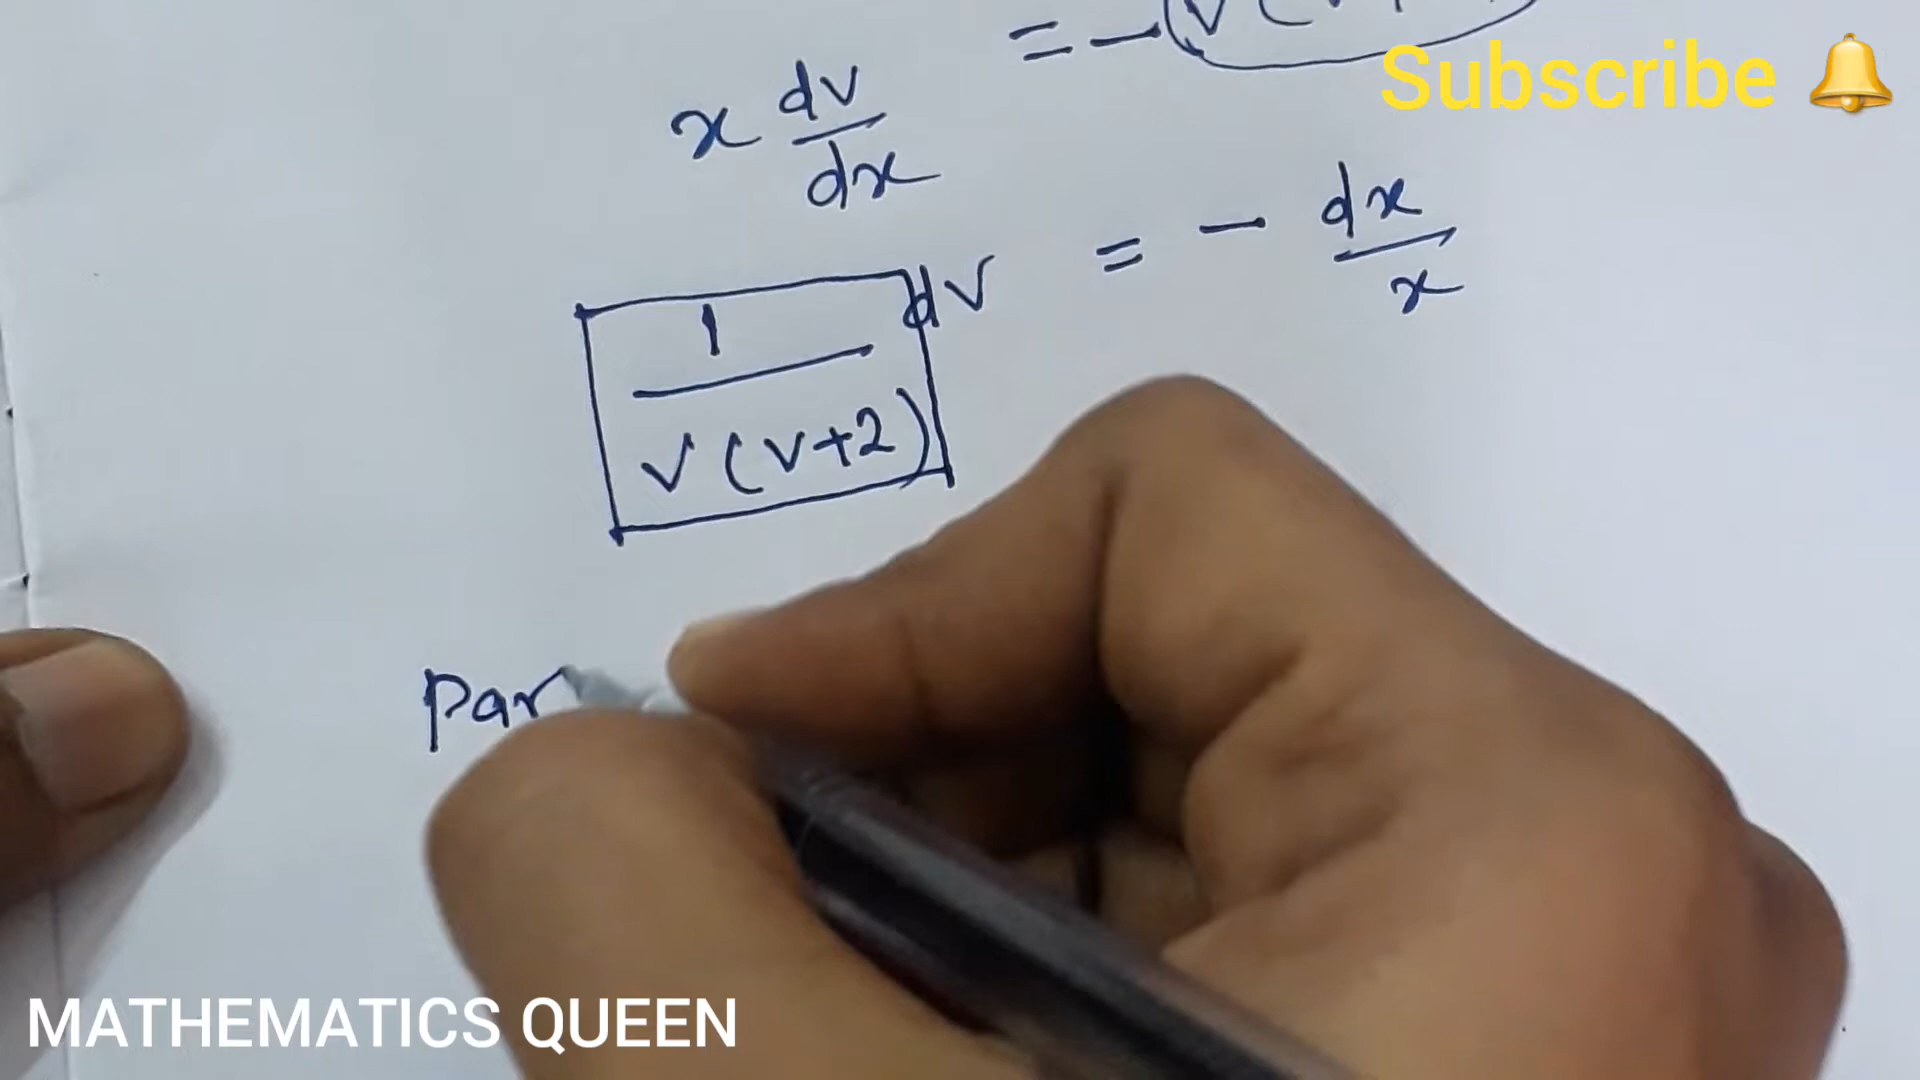 x dv/dx = -
Subscribe
1/v(v+2) dv = - dx/x
Par
MATHEMATICS QUEEN